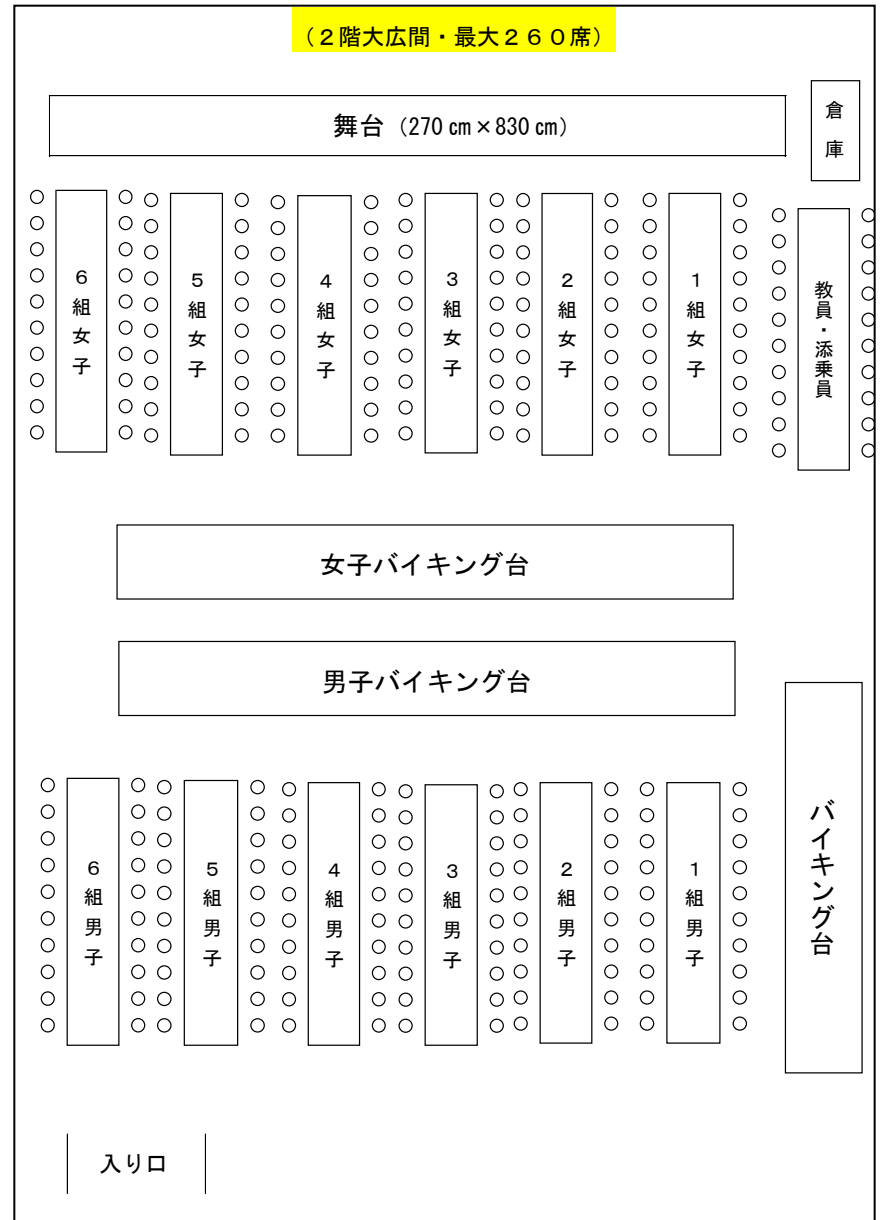 （２階大広間・最大２６０席）
舞台（270㎝×830㎝）
倉庫
６組女子
５組女子
４組女子
３組女子
２組女子
１組女子
教員・添乗員
女子バイキング台
男子バイキング台
バイキング台
６組男子
５組男子
４組男子
３組男子
２組男子
１組男子
入り口